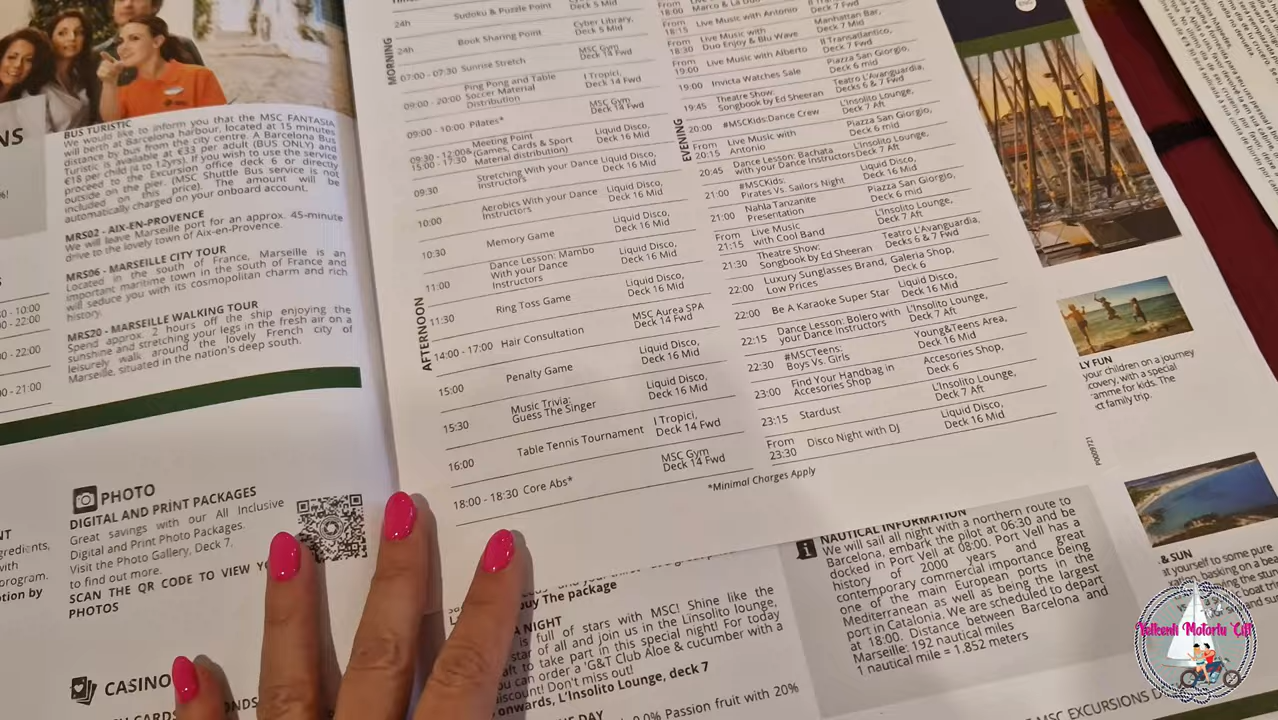 NS
BUS TURISTIC
We would like to inform you that the MSC FANTASIA
will berth at Barcelona harbour, located at 15 minutes
distance by bus from the city centre. A Barcelona Bus
Turistic is available at €33 per adult (BUS ONLY) and
€18 per child (4 to 12yrs). If you wish to use the service
proceed to the Excursion office deck 6 or directly
outside on the pier. (MSC Shuttle Bus service is not
included on this price). The amount will be
automatically charged on your onboard account.
MRS02 - AIX-EN-PROVENCE
We will leave Marseille port for an approx. 45-minute
drive to the lovely town of Aix-en-Provence.
MRS06 - MARSEILLE CITY TOUR
Located in the south of France, Marseille is an
important maritime town in the south of France and
will seduce you with its cosmopolitan charm and rich
history.
MRS20 - MARSEILLE WALKING TOUR
Spend approx. 2 hours off the ship enjoying the
sunshine and stretching your legs in the fresh air on a
leisurely walk around the lovely French city of
Marseille, situated in the nation's deep south.
- 10:00
- 22:00
- 22:00
- 21:00
PHOTO
DIGITAL AND PRINT PACKAGES
Great savings with our All Inclusive
Digital and Print Photo Packages.
Visit the Photo Gallery, Deck 7,
to find out more.
SCAN THE QR CODE TO VIEW
PHOTOS
CASINO
MORNING
24h Sudoku & Puzzle Point Deck 5 Mid
24h Book Sharing Point Cyber Library, Deck 5 Mid
07:00 - 07:30 Sunrise Stretch MSC Gym Deck 14 Fwd
09:00 - 20:00 Ping Pong and Table Soccer Material Distribution I Tropici, Deck 14 Fwd
09:00 - 10:00 Pilates* MSC Gym Deck 14 Fwd
09:30 - 12:00& 15:00 - 17:30 Meeting Point (Games, Cards & Sport Material distribution) Liquid Disco, Deck 16 Mid
09:30 Stretching With your Dance Instructors Liquid Disco, Deck 16 Mid
10:00 Aerobics With your Dance Instructors Liquid Disco, Deck 16 Mid
10:30 Memory Game Liquid Disco, Deck 16 Mid
11:00 Dance Lesson: Mambo With your Dance Instructors Liquid Disco, Deck 16 Mid
11:30 Ring Toss Game Liquid Disco, Deck 16 Mid
AFTERNOON
14:00 - 17:00 Hair Consultation MSC Aurea SPA Deck 14 Fwd
15:00 Penalty Game Liquid Disco, Deck 16 Mid
15:30 Music Trivia: Guess The Singer Liquid Disco, Deck 16 Mid
16:00 Table Tennis Tournament I Tropici, Deck 14 Fwd
18:00 - 18:30 Core Abs* MSC Gym Deck 14 Fwd
EVENING
From 18:00 Marco & La Deck 7 Fwd
From 18:15 Live Music with Antonio
From 18:30 Live Music with Duo Enjoy & Blu Wave Manhattan Bar, Deck 7 Mid
From 19:00 Live Music with Alberto Il Transatlantico, Deck 7 Fwd
19:00 Invicta Watches Sale Piazza San Giorgio, Deck 6 mid
19:45 Theatre Show: Songbook by Ed Sheeran Teatro L'Avanguardia, Decks 6 & 7 Fwd
20:00 #MSCKids:Dance Crew L'Insolito Lounge, Deck 7 Aft
From 20:15 Live Music with Antonio Piazza San Giorgio, Deck 6 mid
20:45 Dance Lesson: Bachata with your Dance Instructors L'Insolito Lounge, Deck 7 Aft
21:00 #MSCKids: Pirates Vs. Sailors Night Liquid Disco, Deck 16 Mid
21:00 Nahla Tanzanite Presentation Piazza San Giorgio, Deck 6 mid
From 21:15 Live Music with Cool Band L'Insolito Lounge, Deck 7 Aft
21:30 Theatre Show: Songbook by Ed Sheeran Teatro L'Avanguardia, Decks 6 & 7 Fwd
22:00 Luxury Sunglasses Brand, Low Prices Galeria Shop, Deck 6
22:00 Be A Karaoke Super Star Liquid Disco, Deck 16 Mid
22:15 Dance Lesson: Bolero with your Dance Instructors L'Insolito Lounge, Deck 7 Aft
22:30 #MSCTeens: Boys Vs. Girls Young&Teens Area, Deck 16 Mid
23:00 Find Your Handbag in Accesories Shop Accesories Shop, Deck 6
23:15 Stardust L'Insolito Lounge, Deck 7 Aft
From 23:30 Disco Night with DJ Liquid Disco, Deck 16 Mid
*Minimal Charges Apply
buy The package
A NIGHT
is full of stars with MSC! Shine like the
star of all and join us in the Linsolito lounge,
aft to take part in this special night! For today
you can order a 'G&T Club Aloe & cucumber with a
discount! Don't miss out!
onwards, L'Insolito Lounge, deck 7
0.0% Passion fruit with 20%
NAUTICAL INFORMATION
We will sail all night with a northern route to
Barcelona, embark the pilot at 06:30 and be
docked in Port Vell at 08:00. Port Vell has a
history of 2000 years and great
contemporary commercial importance being
one of the main European ports in the
Mediterranean as well as being the largest
port in Catalonia. We are scheduled to depart
at 18:00. Distance between Barcelona and
Marseille: 192 nautical miles
1 nautical mile = 1.852 meters
LY FUN
your children on a journey
covery, with a special
amme for kids. The
ct family trip.
& SUN
it yourself to some pure
MSC EXCURSIONS D
Yelkenli Motorlu Çift